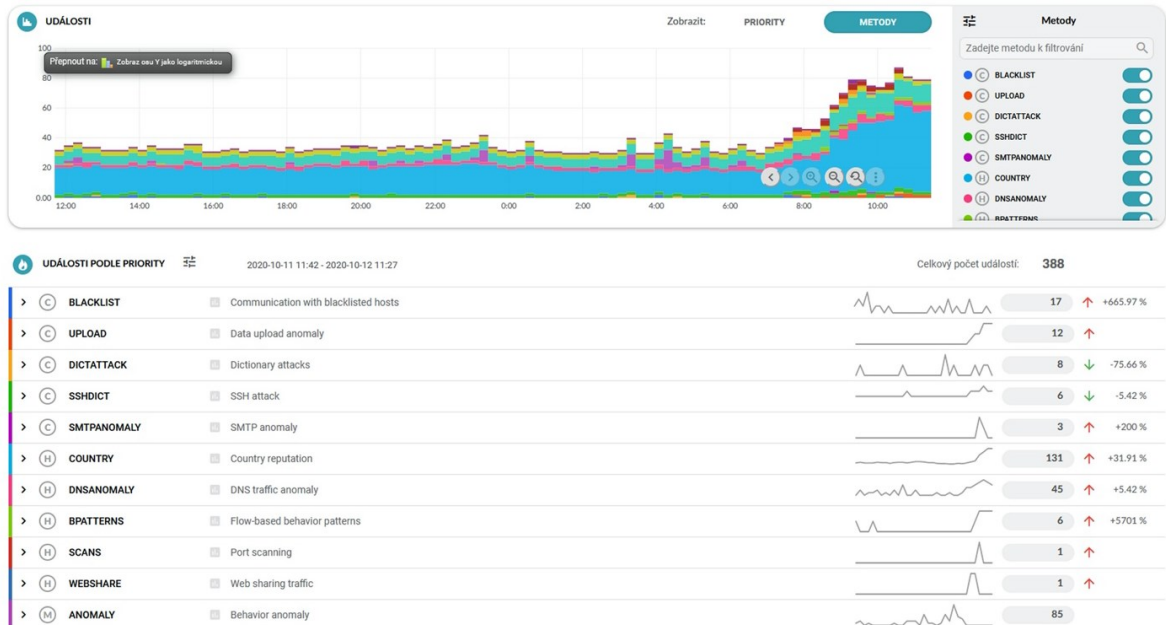 UDÁLOSTI
Zobrazit: PRIORITY METODY
Metody
Zadejte metodu k filtrování
100
80
60
40
20
0.00
Přepnout na: Zobraz osu Y jako logaritmickou
12:00 14:00 16:00 18:00 20:00 22:00 0:00 2:00 4:00 6:00 8:00 10:00
C BLACKLIST
C UPLOAD
C DICTATTACK
C SSHDICT
C SMTPANOMALY
H COUNTRY
H DNSANOMALY
H BPATTERNS
UDÁLOSTI PODLE PRIORITY 2020-10-11 11:42 - 2020-10-12 11:27 Celkový počet událostí: 388
C BLACKLIST Communication with blacklisted hosts 17 +665.97 %
C UPLOAD Data upload anomaly 12
C DICTATTACK Dictionary attacks 8 -75.66 %
C SSHDICT SSH attack 6 -5.42 %
C SMTPANOMALY SMTP anomaly 3 +200 %
H COUNTRY Country reputation 131 +31.91 %
H DNSANOMALY DNS traffic anomaly 45 +5.42 %
H BPATTERNS Flow-based behavior patterns 6 +5701 %
H SCANS Port scanning 1
H WEBSHARE Web sharing traffic 1
M ANOMALY Behavior anomaly 85